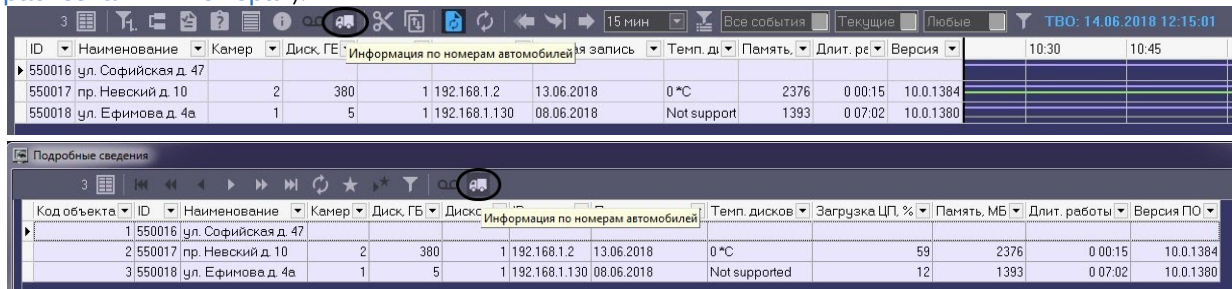 3 15 мин Все события Текущие Любые ТВО: 14.06.2018 12:15:01
ID Наименование Камер Диск, ГБ я запись Темп. ди Память, Длит. ра Версия 10:30 10:45
Информация по номерам автомобилей
550016 ул. Софийская д. 47
550017 пр. Невский д. 10 2 380 1 192.168.1.2 13.06.2018 0 *C 2376 0 00:15 10.0.1384
550018 ул. Ефимова д. 4а 1 5 1 192.168.1.130 08.06.2018 Not support 1393 0 07:02 10.0.1380
Подробные сведения
3
Код объекта ID Наименование Камер Диск, ГБ Диско Темп. дисков Загрузка ЦП, % Память, МБ Длит. работы Версия ПО
Информация по номерам автомобилей
1 550016 ул. Софийская д. 47
2 550017 пр. Невский д. 10 2 380 1 192.168.1.2 13.06.2018 0 *C 59 2376 0 00:15 10.0.1384
3 550018 ул. Ефимова д. 4а 1 5 1 192.168.1.130 08.06.2018 Not supported 12 1393 0 07:02 10.0.1380